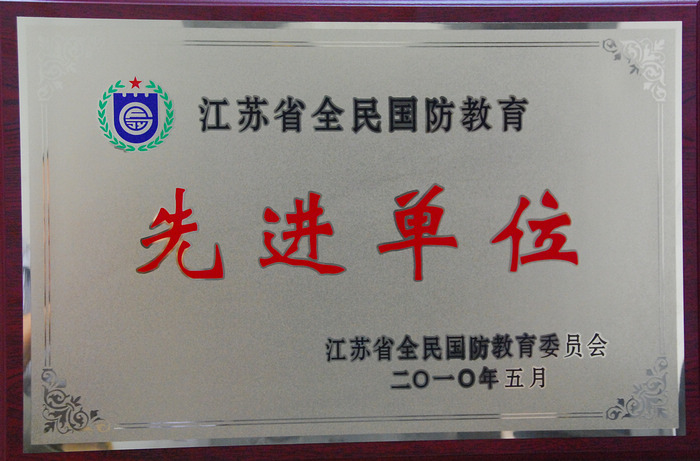 江苏省全民国防教育
先进单位
江苏省全民国防教育委员会
二〇一〇年五月